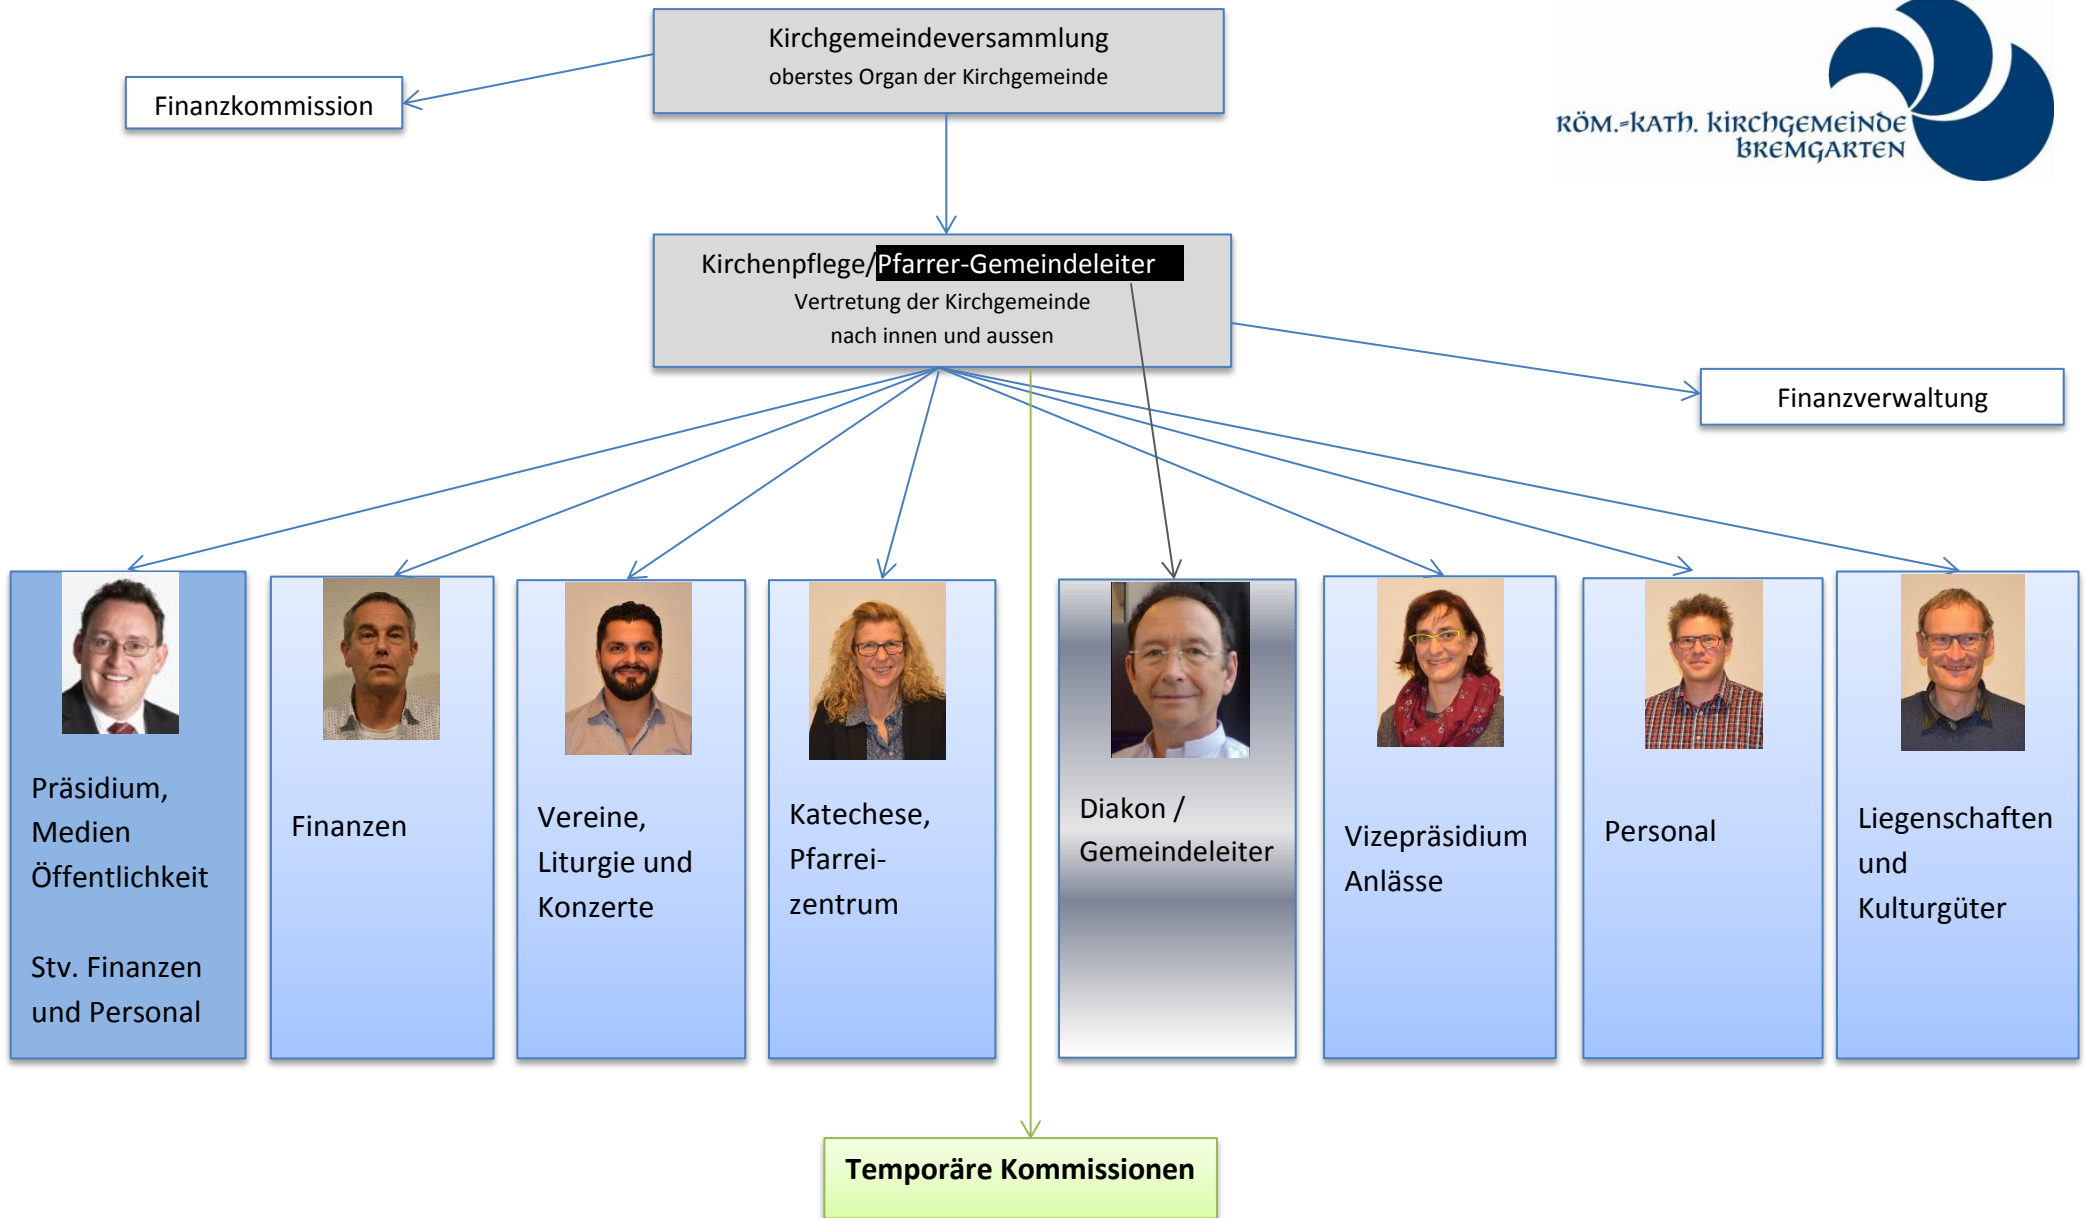 Kirchgemeindeversammlung
oberstes Organ der Kirchgemeinde
Finanzkommission
RÖM.-KATH. KIRCHGEMEINDE
BREMGARTEN
Kirchenpflege/Pfarrer-Gemeindeleiter
Vertretung der Kirchgemeinde
nach innen und aussen
Finanzverwaltung
Präsidium,
Medien
Öffentlichkeit
Stv. Finanzen
und Personal
Finanzen
Vereine,
Liturgie und
Konzerte
Katechese,
Pfarrei-
zentrum
Diakon /
Gemeindeleiter
Vizepräsidium
Anlässe
Personal
Liegenschaften
und
Kulturgüter
Temporäre Kommissionen